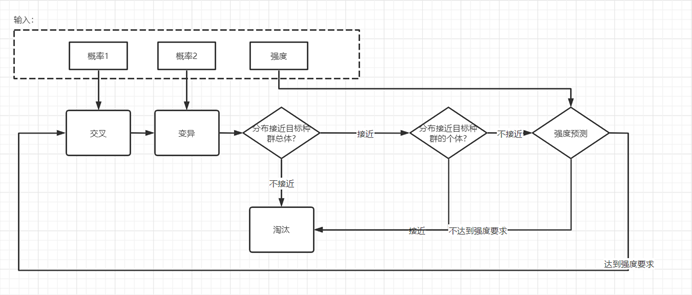 输入:
概率1
概率2
强度
交叉
变异
分布接近目标种
群总体?
接近
分布接近目标种
群的个体?
不接近
强度预测
不接近
淘汰
接近
不达到强度要求
达到强度要求